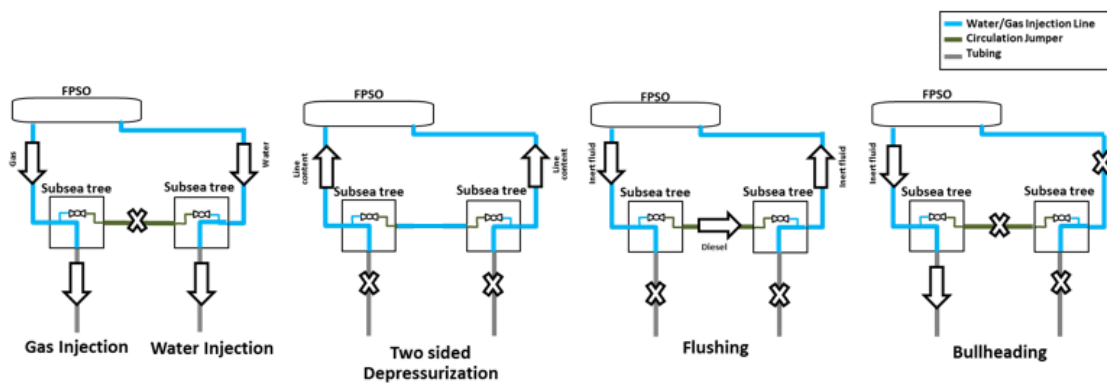 Water/Gas Injection Line
Circulation Jumper
Tubing
FPSO
Gas
Water
Subsea tree
Subsea tree
X
Gas Injection
Water Injection
FPSO
Line content
Line content
Subsea tree
Subsea tree
X
X
Two sided
Depressurization
FPSO
Inert fluid
Inert fluid
Subsea tree
Subsea tree
Diesel
X
X
Flushing
FPSO
Inert fluid
X
Subsea tree
Subsea tree
X
X
Bullheading